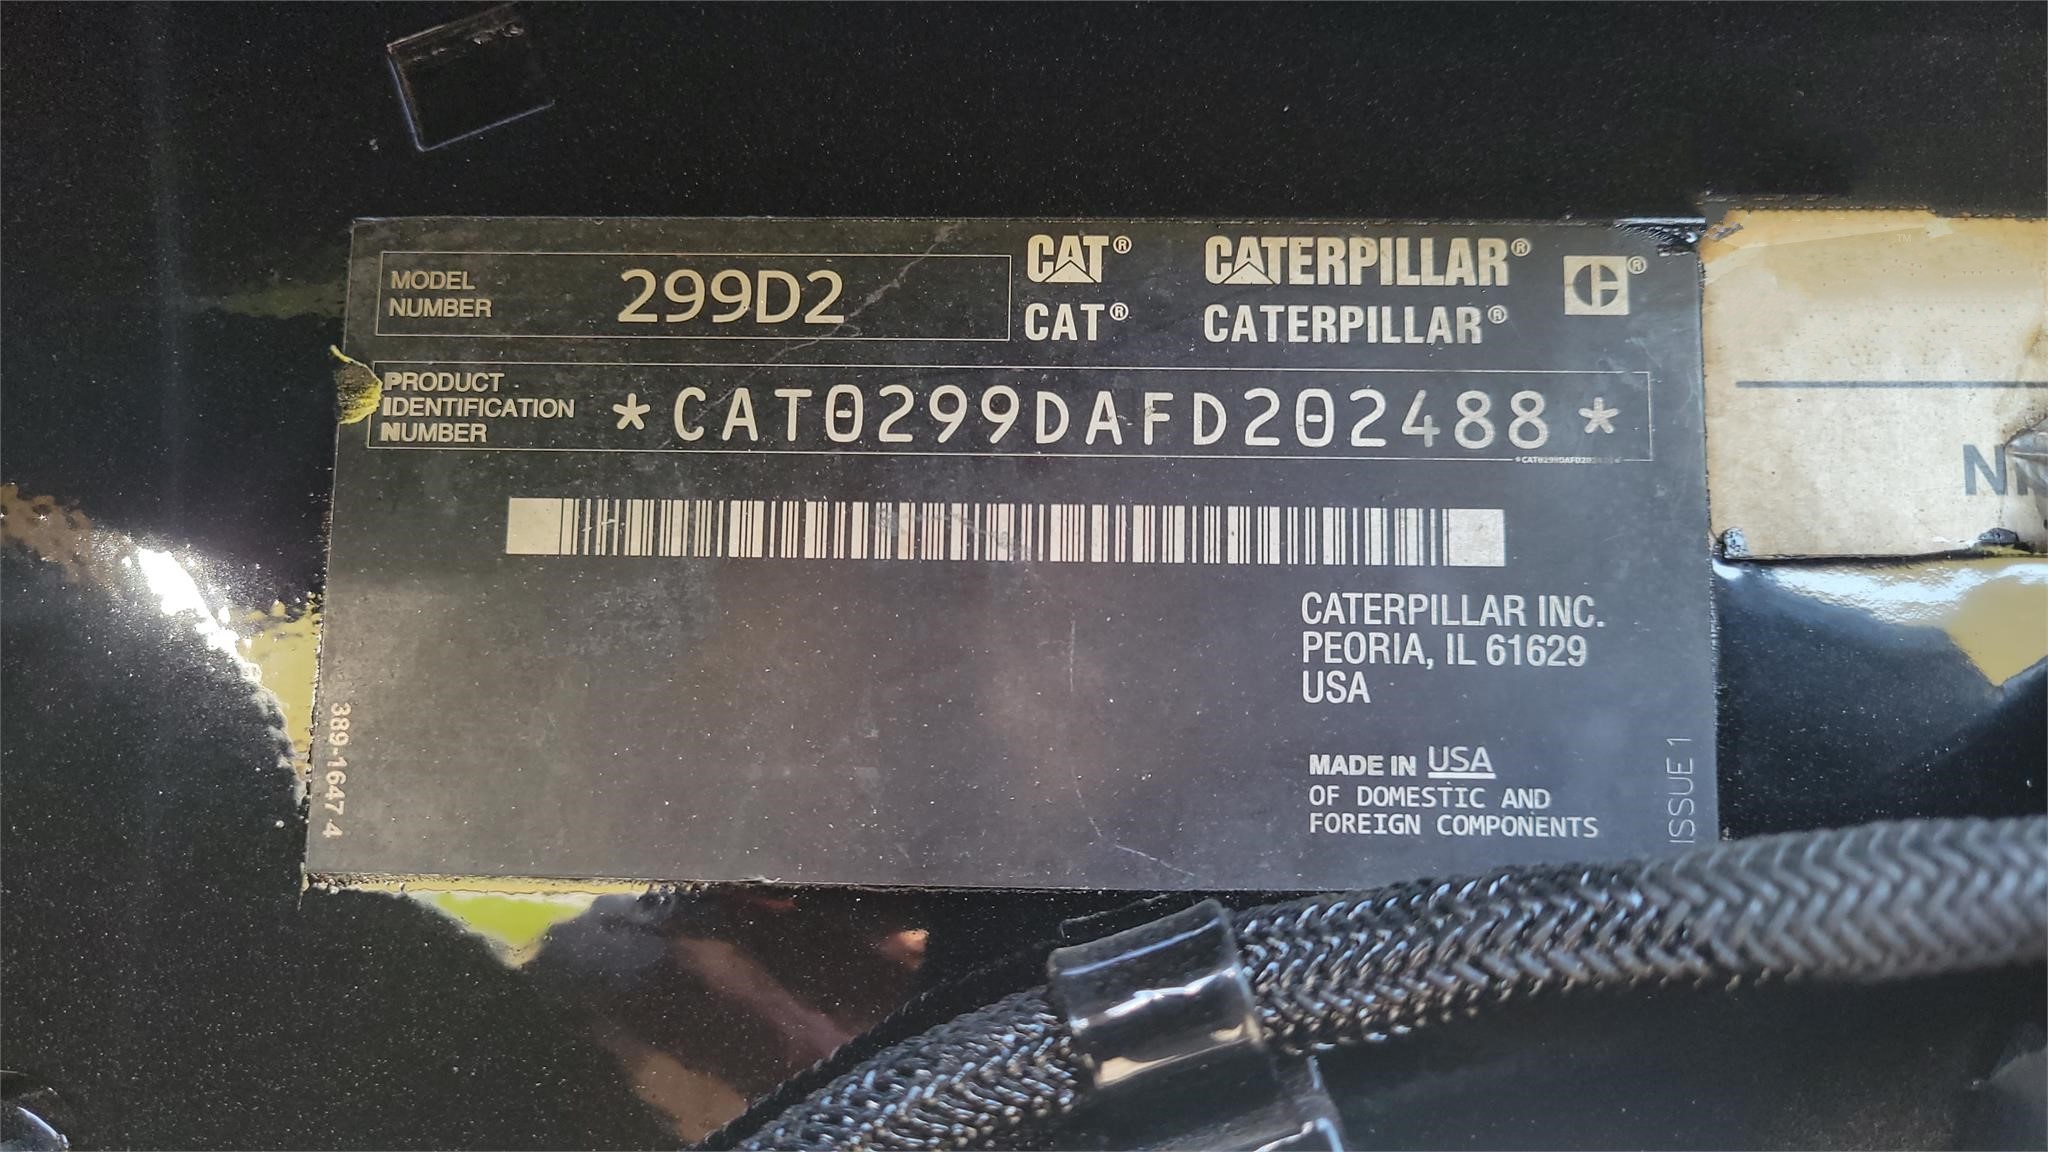 MODEL
NUMBER
299D2
CAT® CATERPILLAR®
CAT® CATERPILLAR®
PRODUCT
IDENTIFICATION
NUMBER
*CAT0299DAFD202488*
CATERPILLAR INC.
PEORIA, IL 61629
USA
MADE IN USA
OF DOMESTIC AND
FOREIGN COMPONENTS
389-1647 4
ISSUE 1